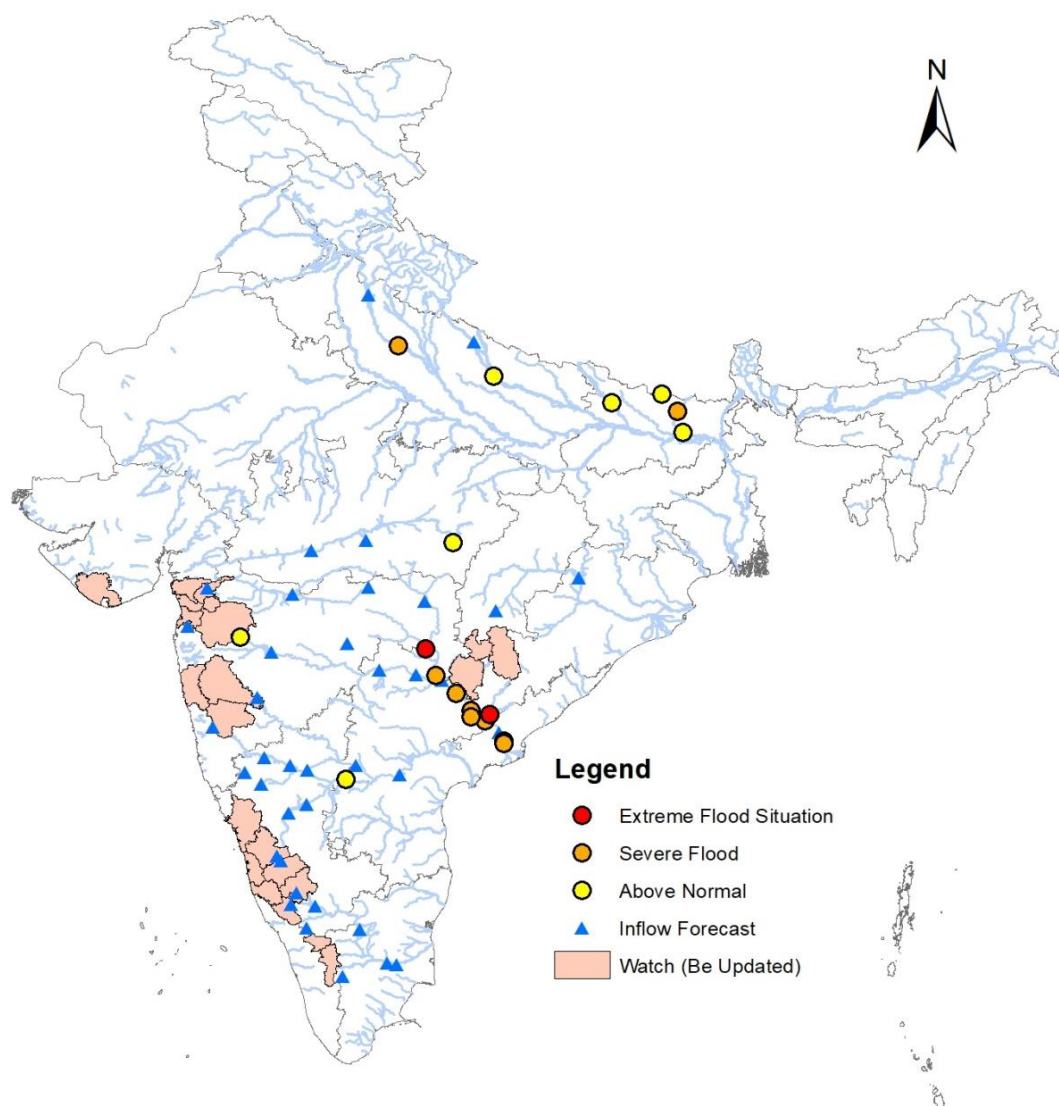 N
Legend
Extreme Flood Situation
Severe Flood
Above Normal
Inflow Forecast
Watch (Be Updated)